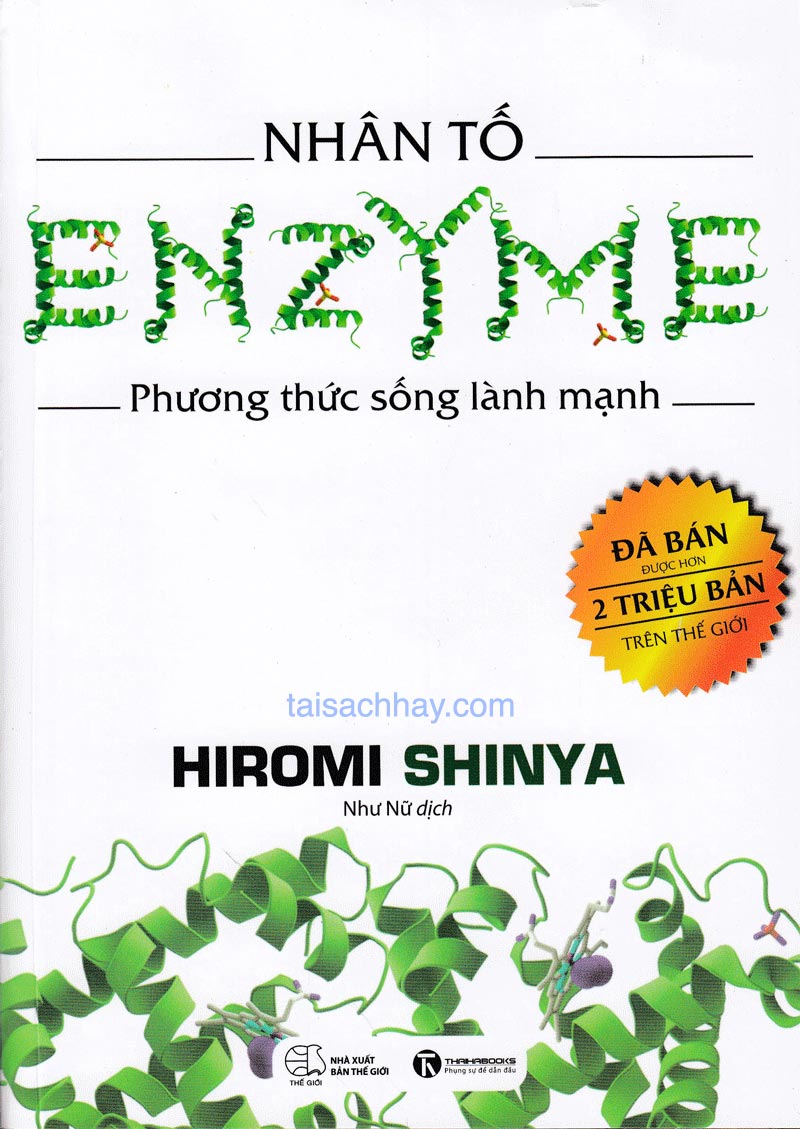 NHÂN TỐ
ENZYME
Phương thức sống lành mạnh
ĐÃ BÁN
ĐƯỢC HƠN
2 TRIỆU BẢN
TRÊN THẾ GIỚI
taisachhay.com
HIROMI SHINYA
Như Nữ dịch
THẾ GIỚI
NHÀ XUẤT
BẢN THẾ GIỚI
THAIHABOOKS
Phụng sự để dẫn đầu